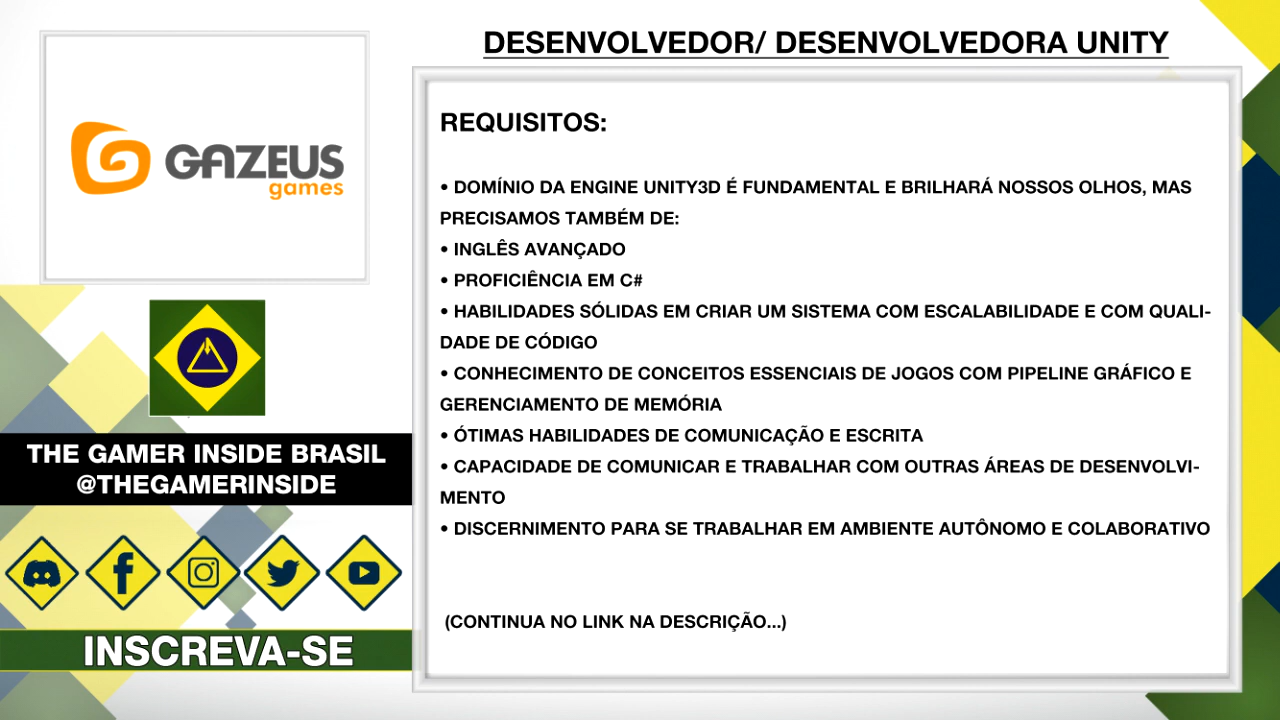 DESENVOLVEDOR/ DESENVOLVEDORA UNITY
GAZEUS
games
THE GAMER INSIDE BRASIL
@THEGAMERINSIDE
INSCREVA-SE
REQUISITOS:
• DOMÍNIO DA ENGINE UNITY3D É FUNDAMENTAL E BRILHARÁ NOSSOS OLHOS, MAS
PRECISAMOS TAMBÉM DE:
• INGLÊS AVANÇADO
• PROFICIÊNCIA EM C#
• HABILIDADES SÓLIDAS EM CRIAR UM SISTEMA COM ESCALABILIDADE E COM QUALI-
DADE DE CÓDIGO
• CONHECIMENTO DE CONCEITOS ESSENCIAIS DE JOGOS COM PIPELINE GRÁFICO E
GERENCIAMENTO DE MEMÓRIA
• ÓTIMAS HABILIDADES DE COMUNICAÇÃO E ESCRITA
• CAPACIDADE DE COMUNICAR E TRABALHAR COM OUTRAS ÁREAS DE DESENVOLVI-
MENTO
• DISCERNIMENTO PARA SE TRABALHAR EM AMBIENTE AUTÔNOMO E COLABORATIVO
(CONTINUA NO LINK NA DESCRIÇÃO...)